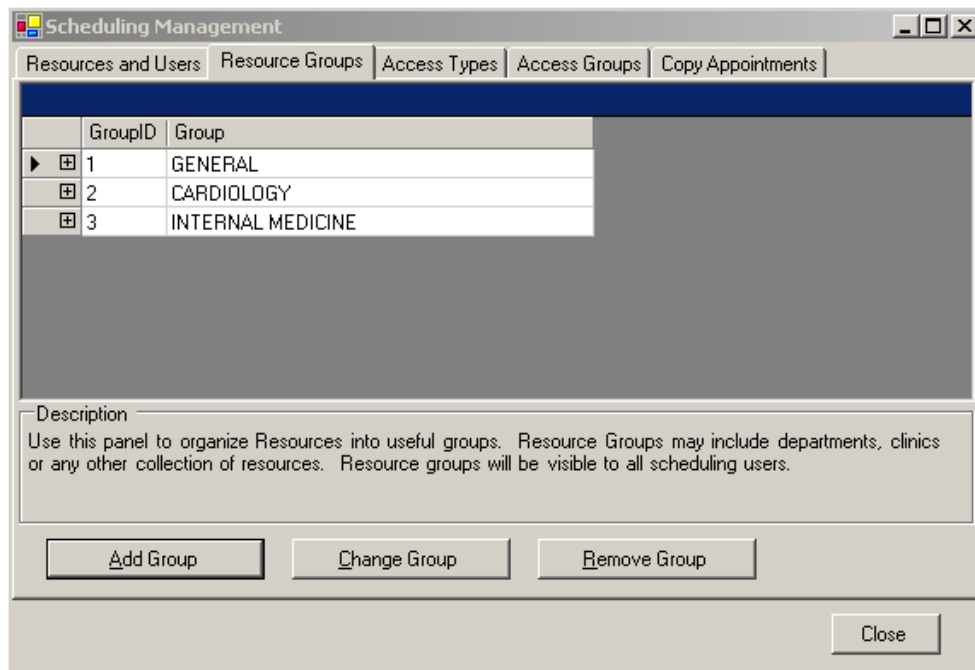 Scheduling Management
Resources and Users Resource Groups Access Types Access Groups Copy Appointments
GroupID Group
1 GENERAL
2 CARDIOLOGY
3 INTERNAL MEDICINE
Description
Use this panel to organize Resources into useful groups. Resource Groups may include departments, clinics
or any other collection of resources. Resource groups will be visible to all scheduling users.
Add Group Change Group Remove Group
Close